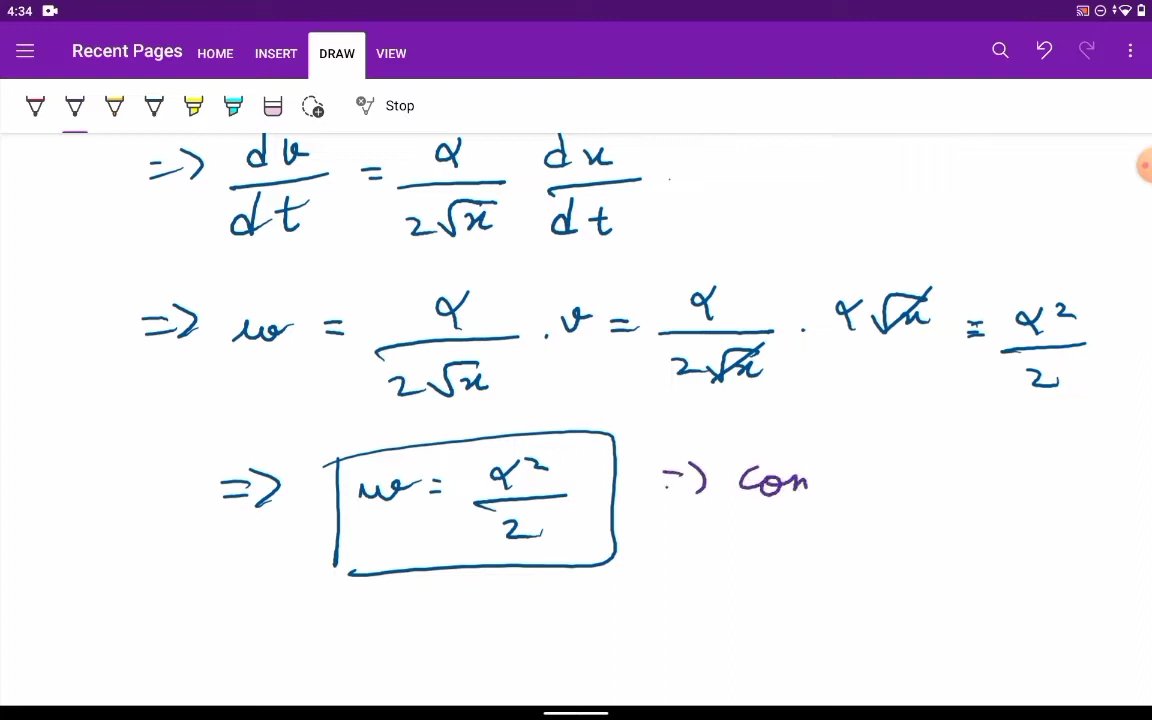 4:34
Recent Pages HOME INSERT DRAW VIEW
Stop
=> dv/dt = α/2√x dx/dt
=> w = α/2√x . v = α/2√x . α√x = α²/2
=> w = α²/2 => con